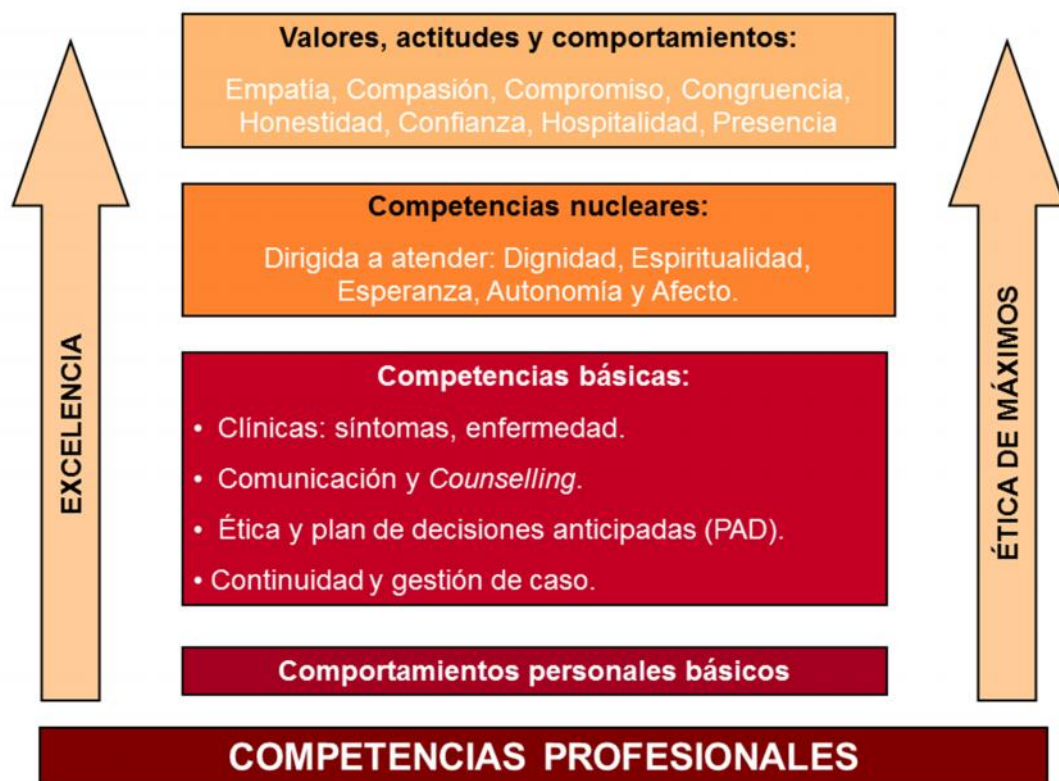 Valores, actitudes y comportamientos:
Empatía, Compasión, Compromiso, Congruencia,
Honestidad, Confianza, Hospitalidad, Presencia
Competencias nucleares:
Dirigida a atender: Dignidad, Espiritualidad,
Esperanza, Autonomía y Afecto.
Competencias básicas:
• Clínicas: síntomas, enfermedad.
• Comunicación y Counselling.
• Ética y plan de decisiones anticipadas (PAD).
• Continuidad y gestión de caso.
Comportamientos personales básicos
EXCELENCIA
ÉTICA DE MÁXIMOS
COMPETENCIAS PROFESIONALES